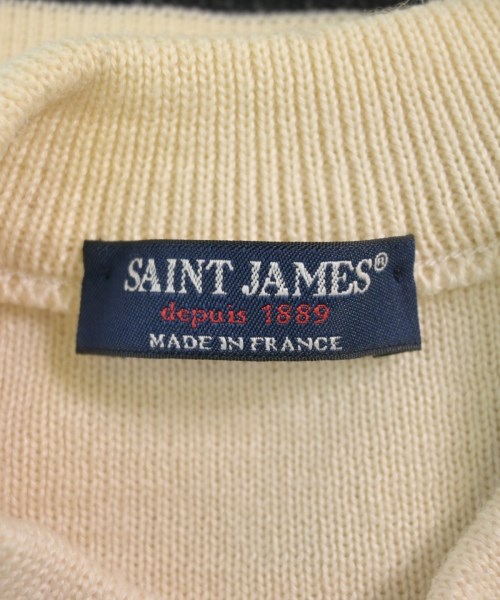 SAINT JAMES®
depuis 1889
MADE IN FRANCE